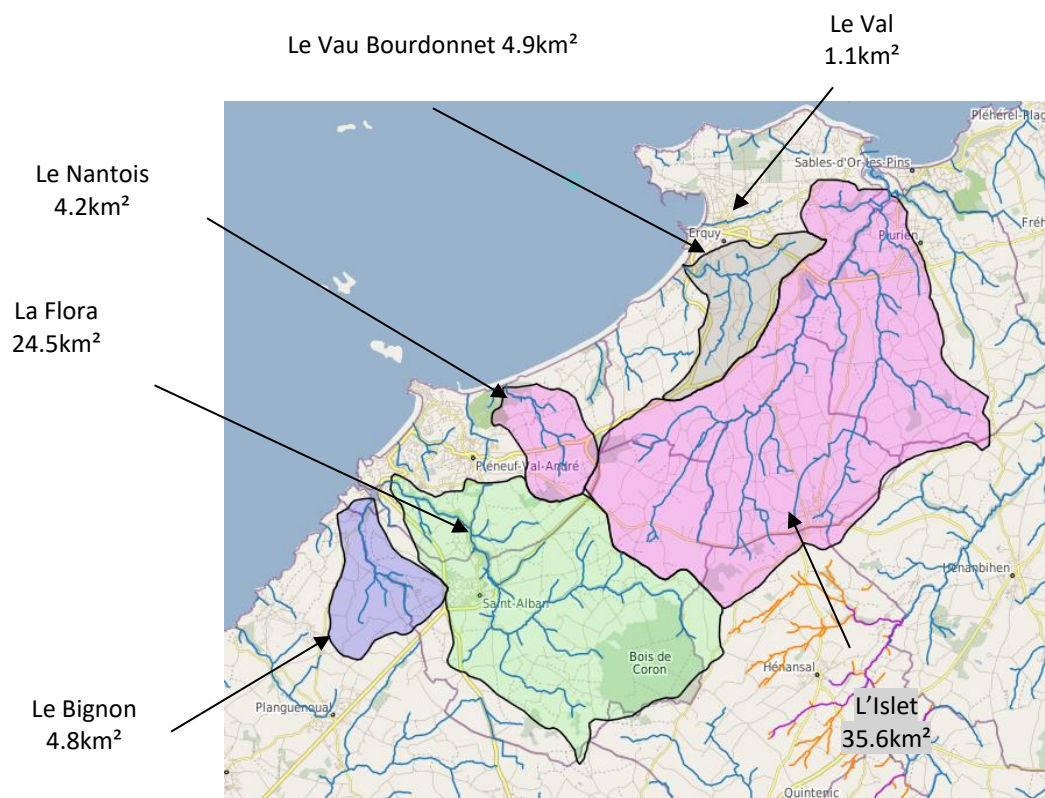 Le Vau Bourdonnet 4.9km²
Le Val
1.1km²
Le Nantois
4.2km²
La Flora
24.5km²
Le Bignon
4.8km²
L'Islet
35.6km²
Pléhérel-Plag
Sables-d'Or-les-Pins
Erquy
Plurien
Fréh
Pléneuf-Val-André
Saint-Alban
Bois de
Coron
Hénanbihen
Hénansal
Planguenoual
Quintenic